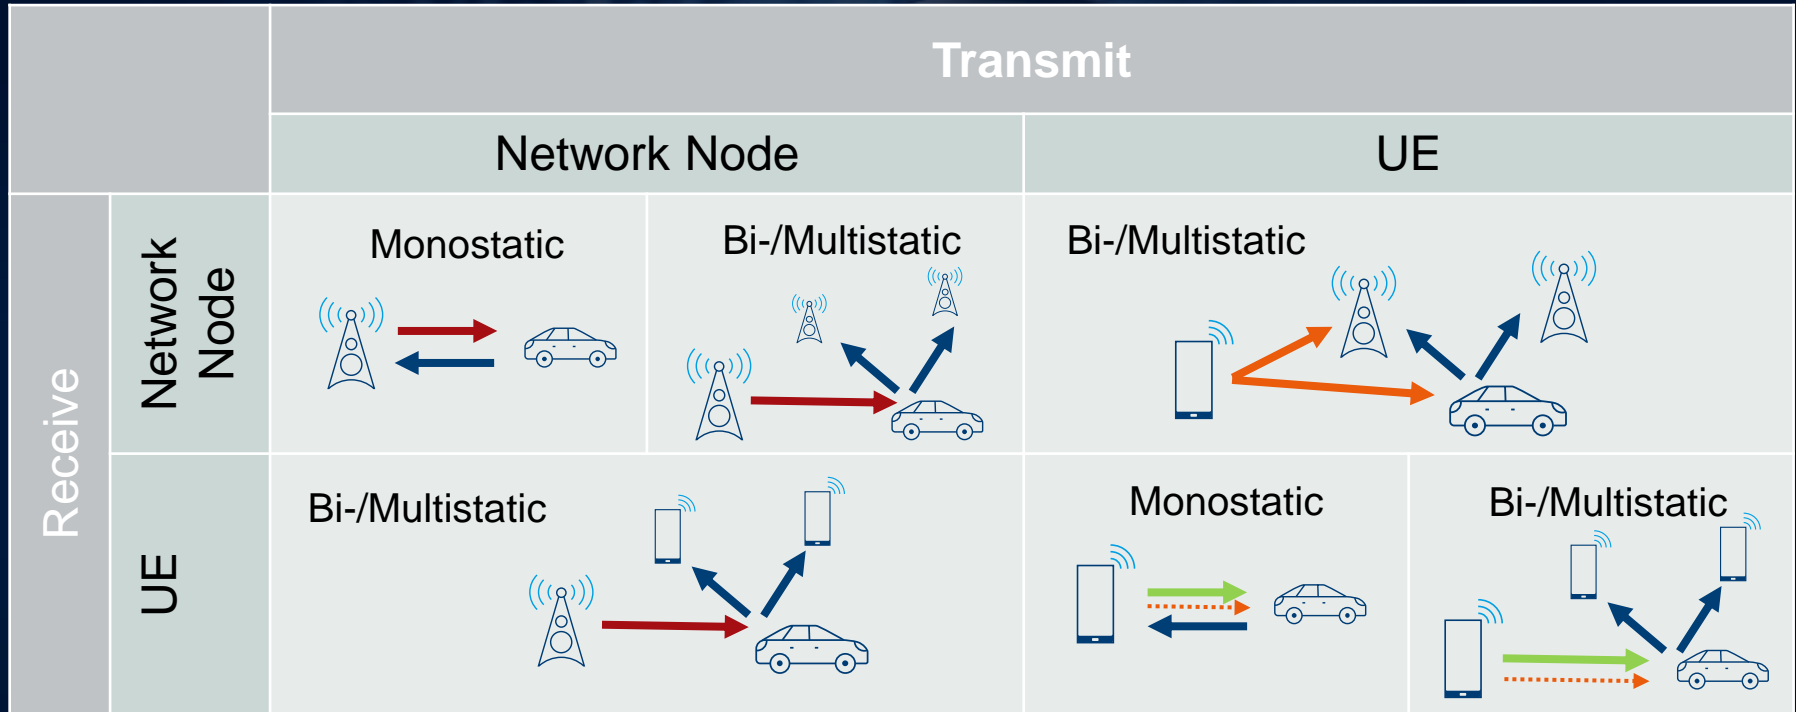 Transmit
Network Node
UE
Receive
Network
Node
Monostatic
Bi-/Multistatic
Bi-/Multistatic
UE
Bi-/Multistatic
Monostatic
Bi-/Multistatic